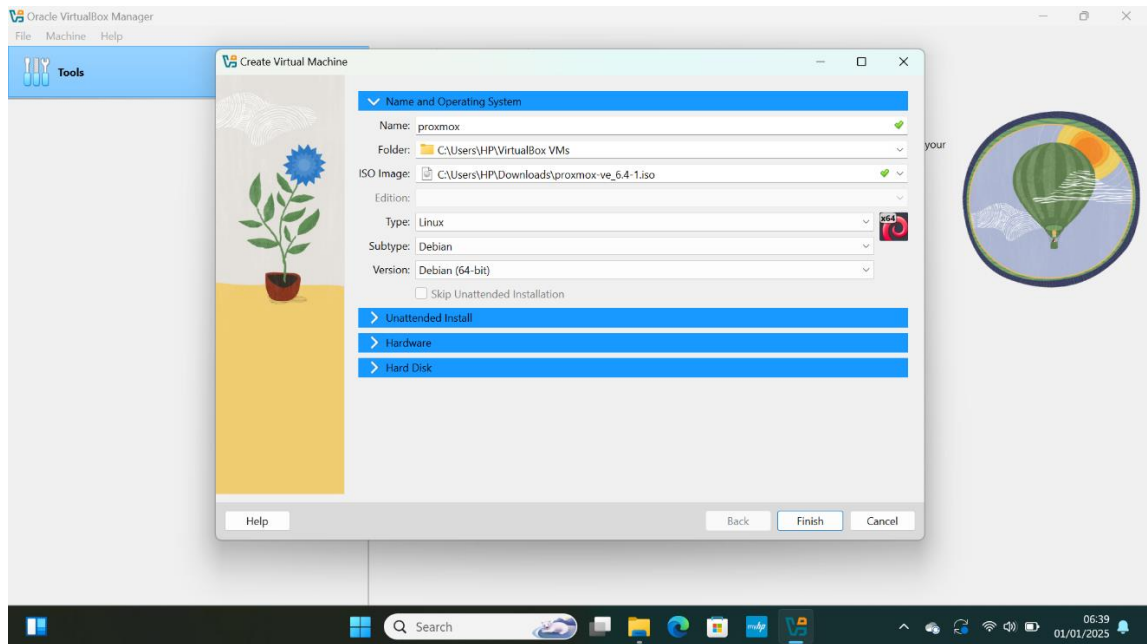 Oracle VirtualBox Manager
File Machine Help
Tools
Create Virtual Machine
Name and Operating System
Name: proxmox
Folder: C:\Users\HP\VirtualBox VMs
your
ISO Image: C:\Users\HP\Downloads\proxmox-ve_6.4-1.iso
Edition:
Type: Linux
x64
Subtype: Debian
Version: Debian (64-bit)
Skip Unattended Installation
Unattended Install
Hardware
Hard Disk
Help Back Finish Cancel
Search
myhp
06:39
01/01/2025